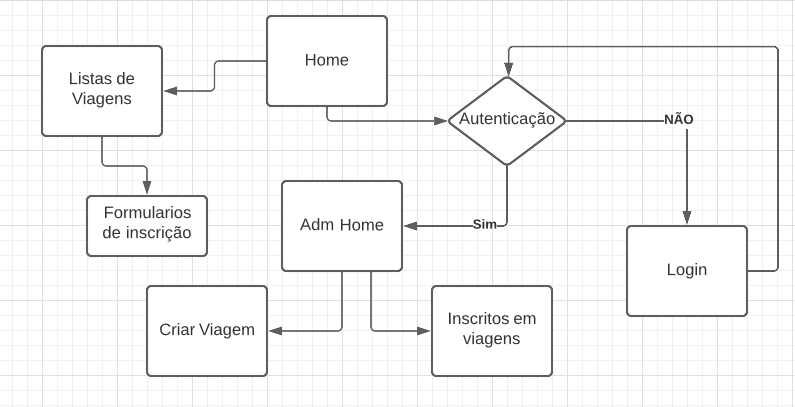 Home
Listas de
Viagens
Autenticação
NÃO
Formularios
de inscrição
Adm Home
Sim
Login
Criar Viagem
Inscritos em
viagens